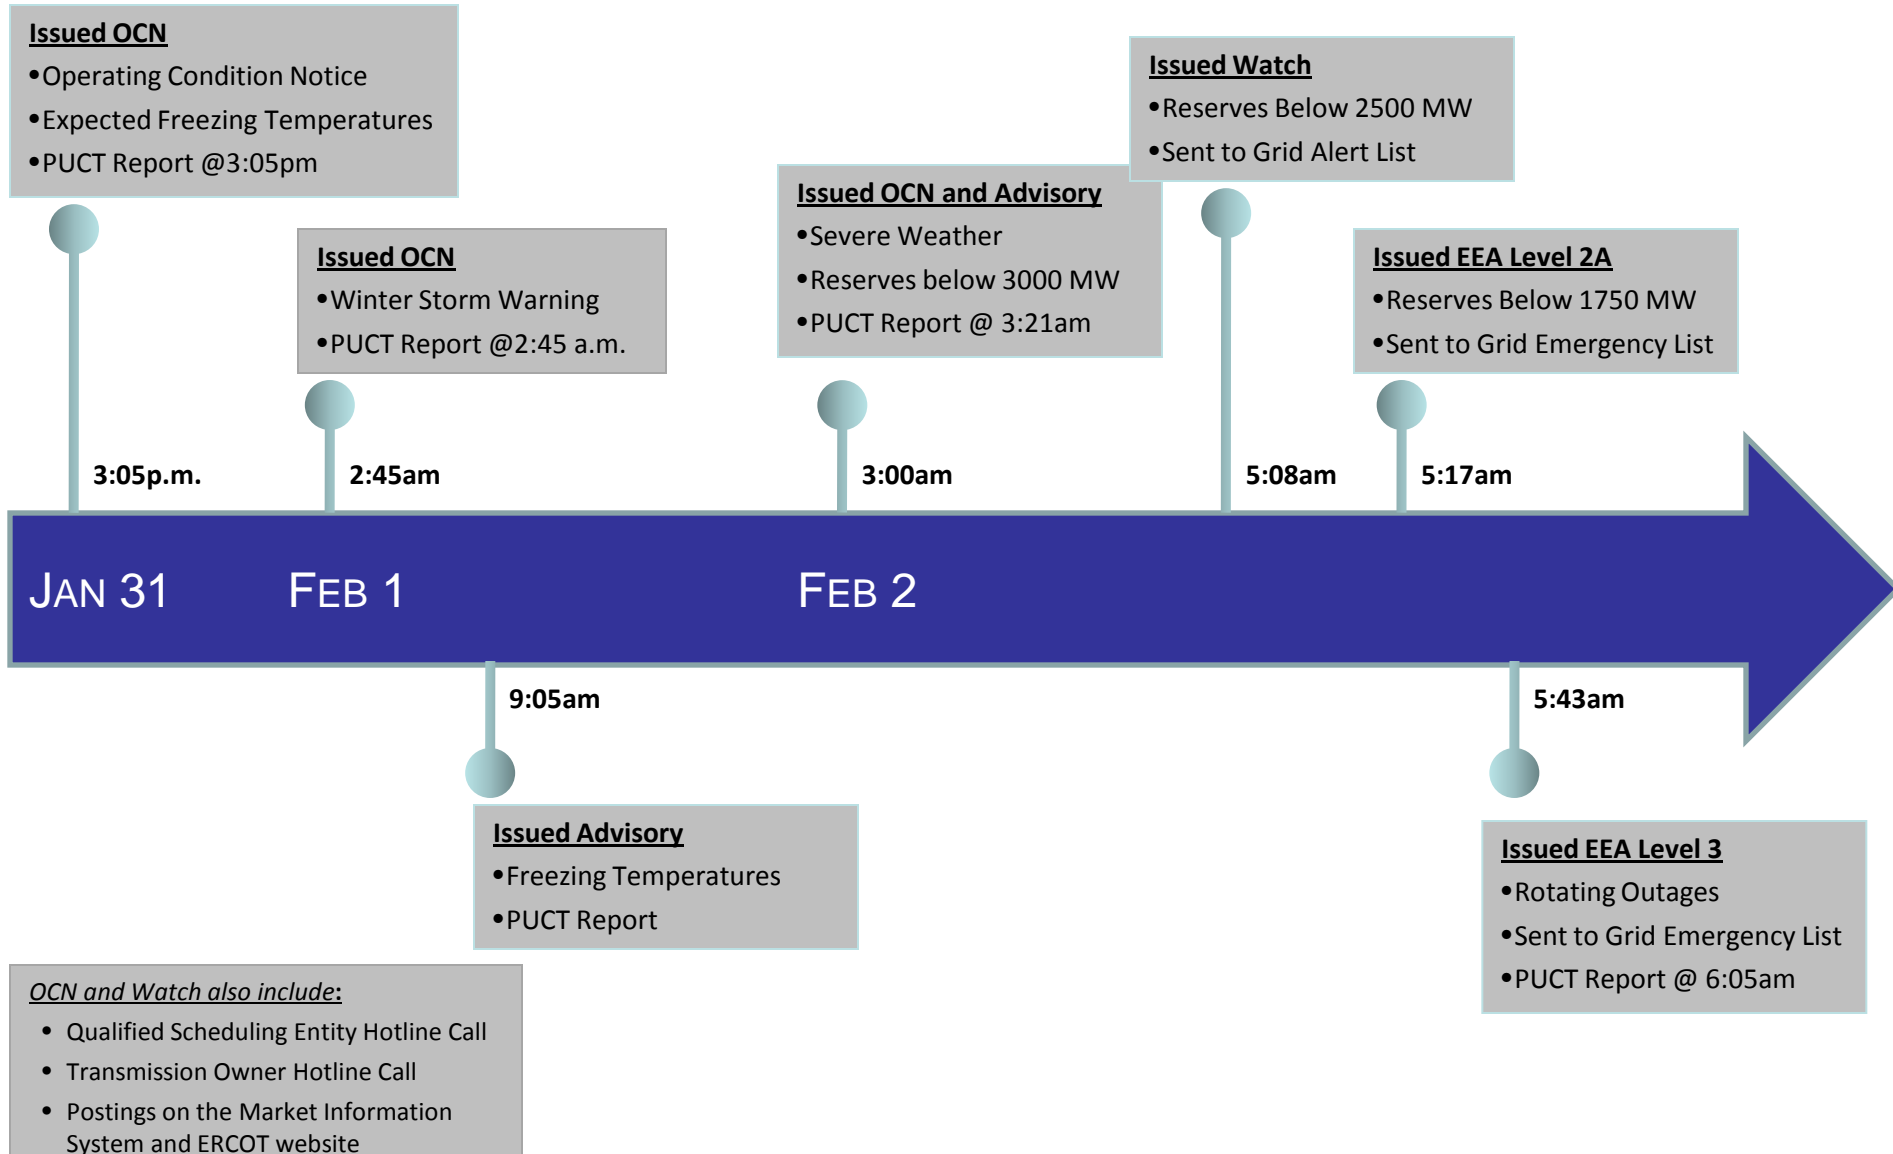 Issued OCN
•Operating Condition Notice
•Expected Freezing Temperatures
•PUCT Report @3:05pm
Issued OCN
•Winter Storm Warning
•PUCT Report @2:45 a.m.
Issued OCN and Advisory
•Severe Weather
•Reserves below 3000 MW
•PUCT Report @ 3:21am
Issued Watch
•Reserves Below 2500 MW
•Sent to Grid Alert List
Issued EEA Level 2A
•Reserves Below 1750 MW
•Sent to Grid Emergency List
3:05p.m.
2:45am
3:00am
5:08am
5:17am
JAN 31
FEB 1
FEB 2
9:05am
5:43am
Issued Advisory
•Freezing Temperatures
•PUCT Report
Issued EEA Level 3
•Rotating Outages
•Sent to Grid Emergency List
•PUCT Report @ 6:05am
OCN and Watch also include:
• Qualified Scheduling Entity Hotline Call
• Transmission Owner Hotline Call
• Postings on the Market Information
System and ERCOT website